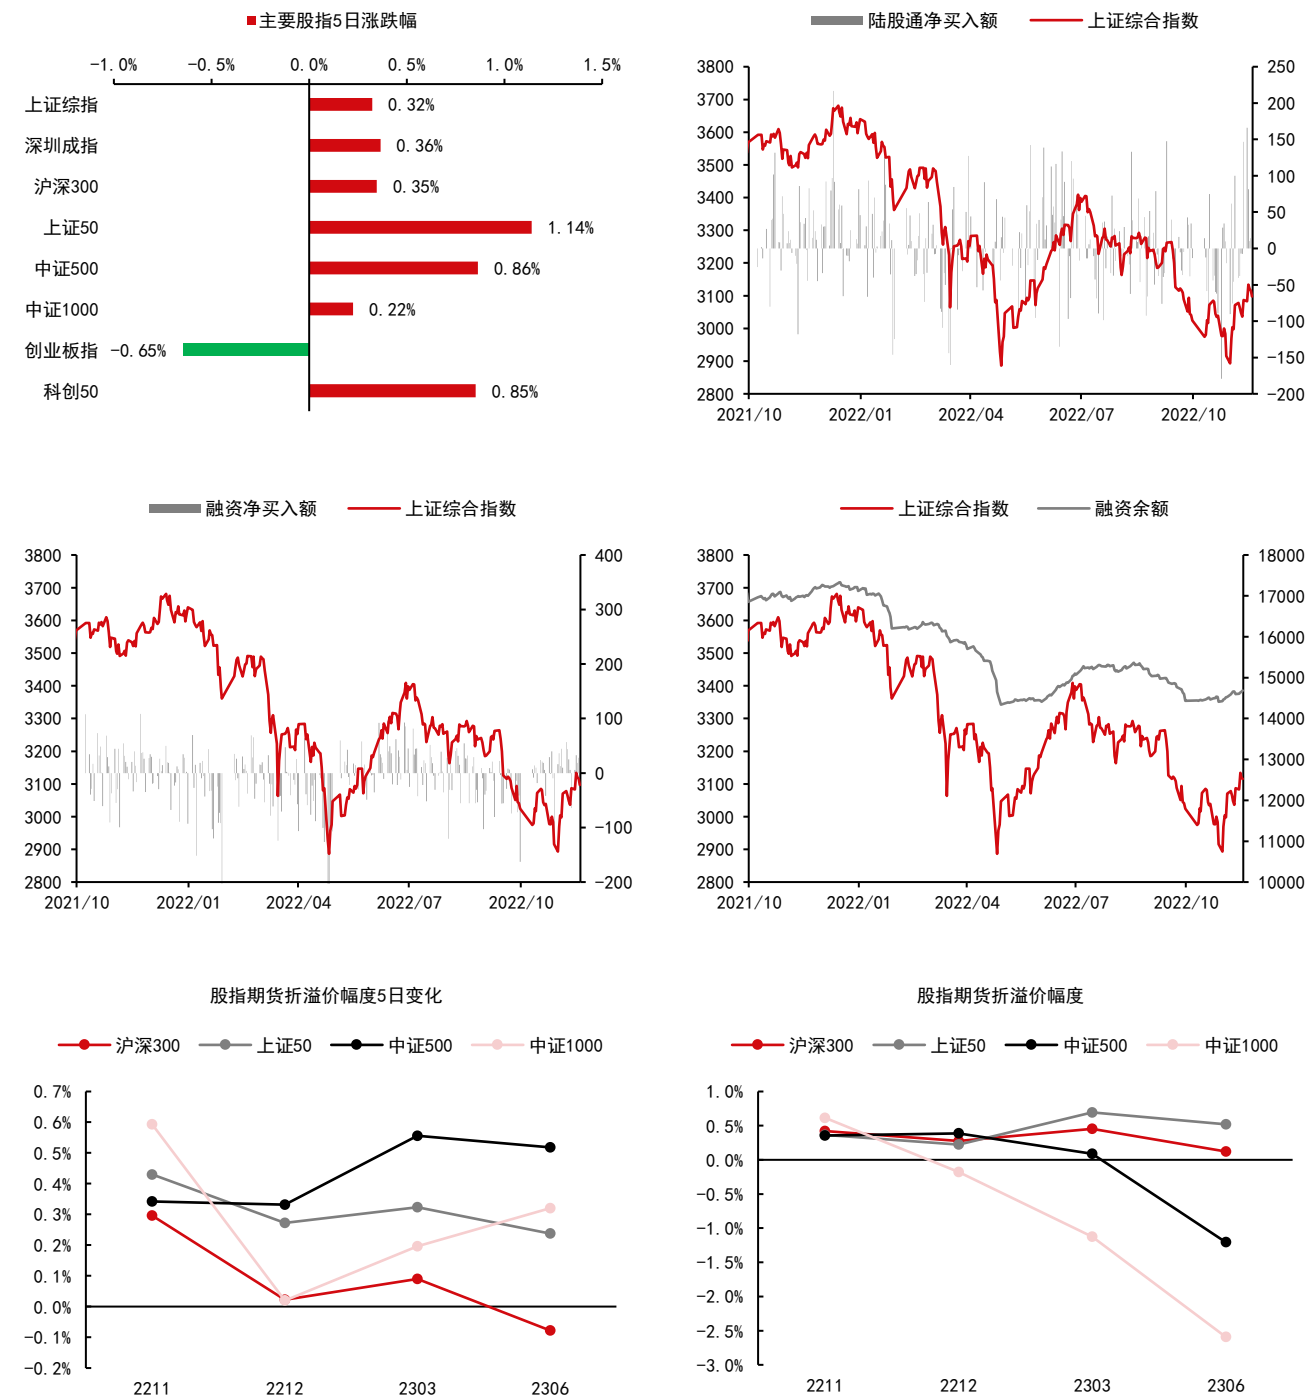 主要股指5日涨跌幅
-1.0% -0.5% 0.0% 0.5% 1.0% 1.5%
上证综指 0.32%
深圳成指 0.36%
沪深300 0.35%
上证50 1.14%
中证500 0.86%
中证1000 0.22%
创业板指 -0.65%
科创50 0.85%
陆股通净买入额 上证综合指数
3800 250
3700 200
3600 150
3500 100
3400 50
3300 0
3200 -50
3100 -100
3000 -150
2900 -200
2800
2021/10 2022/01 2022/04 2022/07 2022/10
融资净买入额 上证综合指数
3800 400
3700 300
3600 200
3500 100
3400 0
3300 -100
3200 -200
3100
3000
2900
2800
2021/10 2022/01 2022/04 2022/07 2022/10
上证综合指数 融资余额
3800 18000
3700 17000
3600 16000
3500 15000
3400 14000
3300 13000
3200 12000
3100 11000
3000 10000
2900
2800
2021/10 2022/01 2022/04 2022/07 2022/10
股指期货折溢价幅度5日变化
沪深300 上证50 中证500 中证1000
0.7%
0.6%
0.5%
0.4%
0.3%
0.2%
0.1%
0.0%
-0.1%
-0.2%
2211 2212 2303 2306
股指期货折溢价幅度
沪深300 上证50 中证500 中证1000
1.0%
0.5%
0.0%
-0.5%
-1.0%
-1.5%
-2.0%
-2.5%
-3.0%
2211 2212 2303 2306